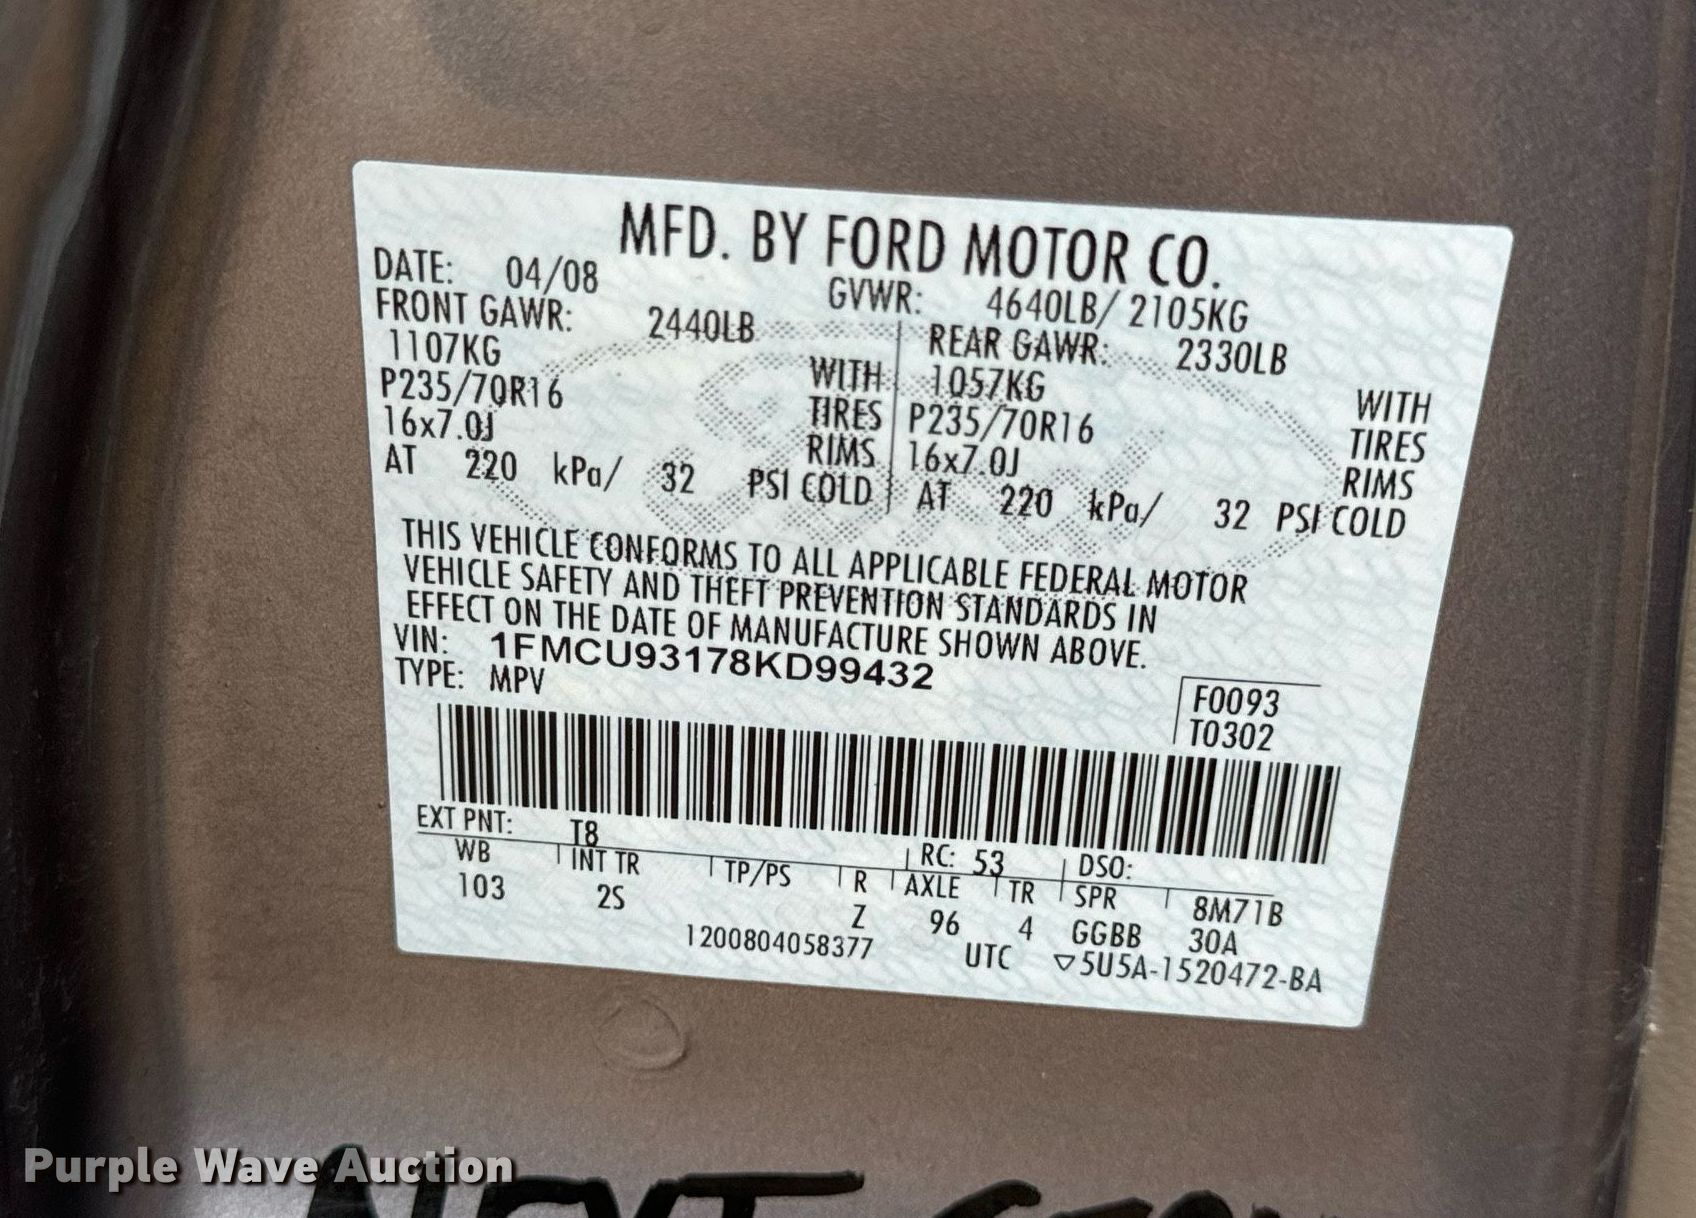 MFD. BY FORD MOTOR CO.
DATE: 04/08 GVWR: 4640LB/ 2105KG
FRONT GAWR: 2440LB REAR GAWR: 2330LB
1107KG WITH 1057KG WITH
P235/70R16 TIRES P235/70R16 TIRES
16x7.0J RIMS 16x7.0J RIMS
AT 220 kPa/ 32 PSI COLD AT 220 kPa/ 32 PSI COLD
THIS VEHICLE CONFORMS TO ALL APPLICABLE FEDERAL MOTOR
VEHICLE SAFETY AND THEFT PREVENTION STANDARDS IN
EFFECT ON THE DATE OF MANUFACTURE SHOWN ABOVE.
VIN: 1FMCU93178KD99432
TYPE: MPV
F0093
T0302
EXT PNT: T8 RC: 53 DSO:
WB INT TR TP/PS R AXLE TR SPR 8M71B
103 2S Z 96 4 GGBB 30A
1200804058377 UTC ▽5U5A-1520472-BA
Purple Wave Auction
NEXT